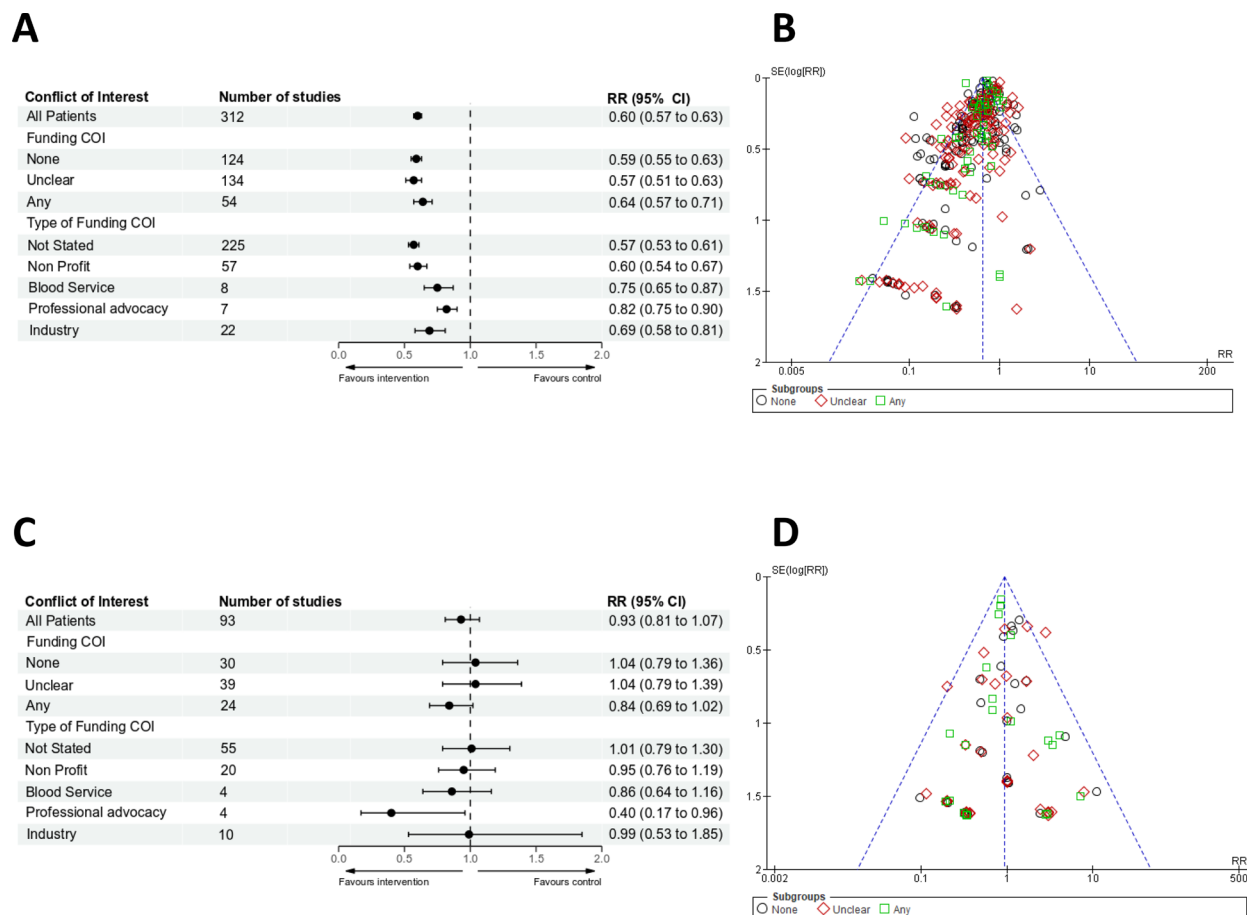 A
Conflict of Interest Number of studies RR (95% CI)
All Patients 312 0.60 (0.57 to 0.63)
Funding COI
None 124 0.59 (0.55 to 0.63)
Unclear 134 0.57 (0.51 to 0.63)
Any 54 0.64 (0.57 to 0.71)
Type of Funding COI
Not Stated 225 0.57 (0.53 to 0.61)
Non Profit 57 0.60 (0.54 to 0.67)
Blood Service 8 0.75 (0.65 to 0.87)
Professional advocacy 7 0.82 (0.75 to 0.90)
Industry 22 0.69 (0.58 to 0.81)
0.0 0.5 1.0 1.5 2.0
Favours intervention Favours control
B
SE(log[RR])
0
0.5
1
1.5
2
RR
0.005 0.1 1 10 200
Subgroups
None Unclear Any
C
Conflict of Interest Number of studies RR (95% CI)
All Patients 93 0.93 (0.81 to 1.07)
Funding COI
None 30 1.04 (0.79 to 1.36)
Unclear 39 1.04 (0.79 to 1.39)
Any 24 0.84 (0.69 to 1.02)
Type of Funding COI
Not Stated 55 1.01 (0.79 to 1.30)
Non Profit 20 0.95 (0.76 to 1.19)
Blood Service 4 0.86 (0.64 to 1.16)
Professional advocacy 4 0.40 (0.17 to 0.96)
Industry 10 0.99 (0.53 to 1.85)
0.0 0.5 1.0 1.5 2.0
Favours intervention Favours control
D
SE(log[RR])
0
0.5
1
1.5
2
RR
0.002 0.1 1 10 500
Subgroups
None Unclear Any